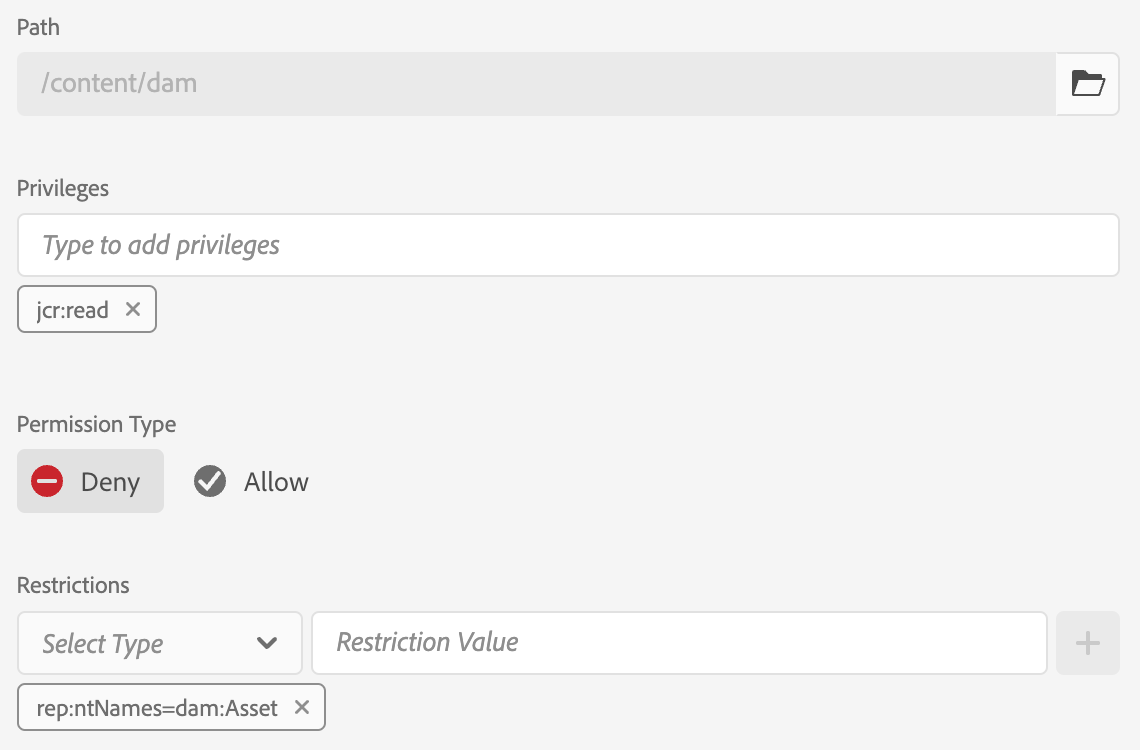 Path
/content/dam
Privileges
Type to add privileges
jcr:read
Permission Type
Deny Allow
Restrictions
Select Type Restriction Value
rep:ntNames=dam:Asset